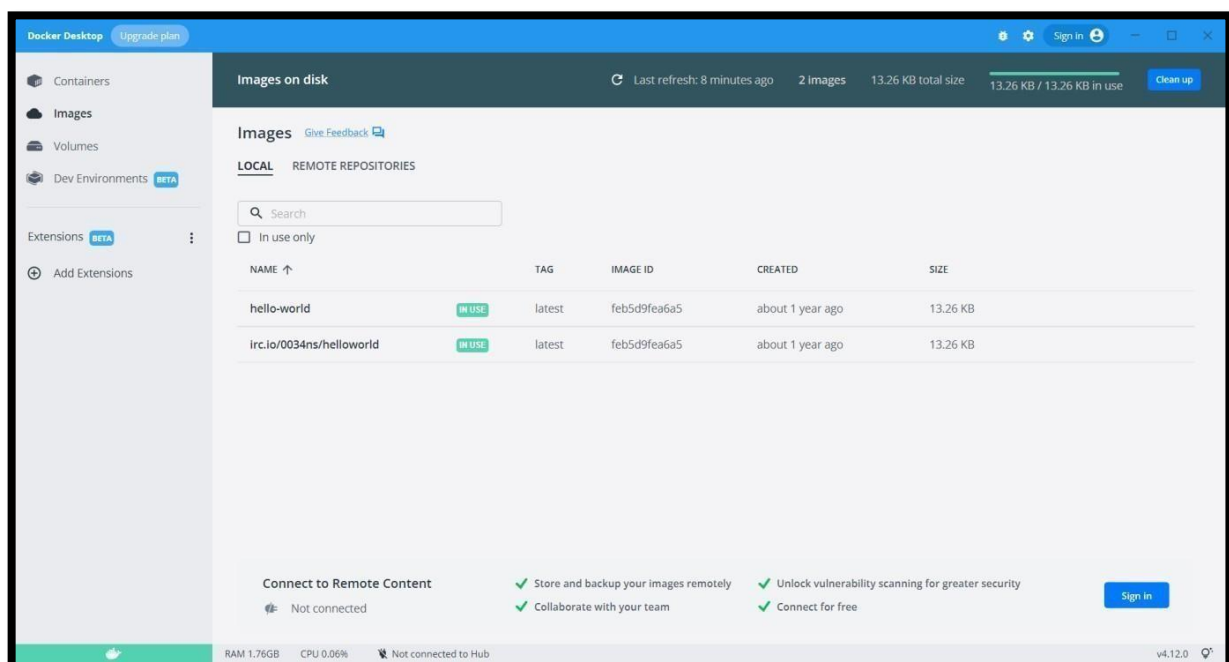 Docker Desktop Upgrade plan Sign in
Containers
Images
Volumes
Dev Environments BETA
Extensions BETA
Add Extensions
Images on disk Last refresh: 8 minutes ago 2 images 13.26 KB total size 13.26 KB / 13.26 KB in use Clean up
Images Give Feedback
LOCAL REMOTE REPOSITORIES
Search
In use only
NAME TAG IMAGE ID CREATED SIZE
hello-world IN USE latest feb5d9fea6a5 about 1 year ago 13.26 KB
irc.io/0034ns/helloworld IN USE latest feb5d9fea6a5 about 1 year ago 13.26 KB
Connect to Remote Content
Not connected
Store and backup your images remotely
Collaborate with your team
Unlock vulnerability scanning for greater security
Connect for free
Sign in
RAM 1.76GB CPU 0.06% Not connected to Hub v4.12.0